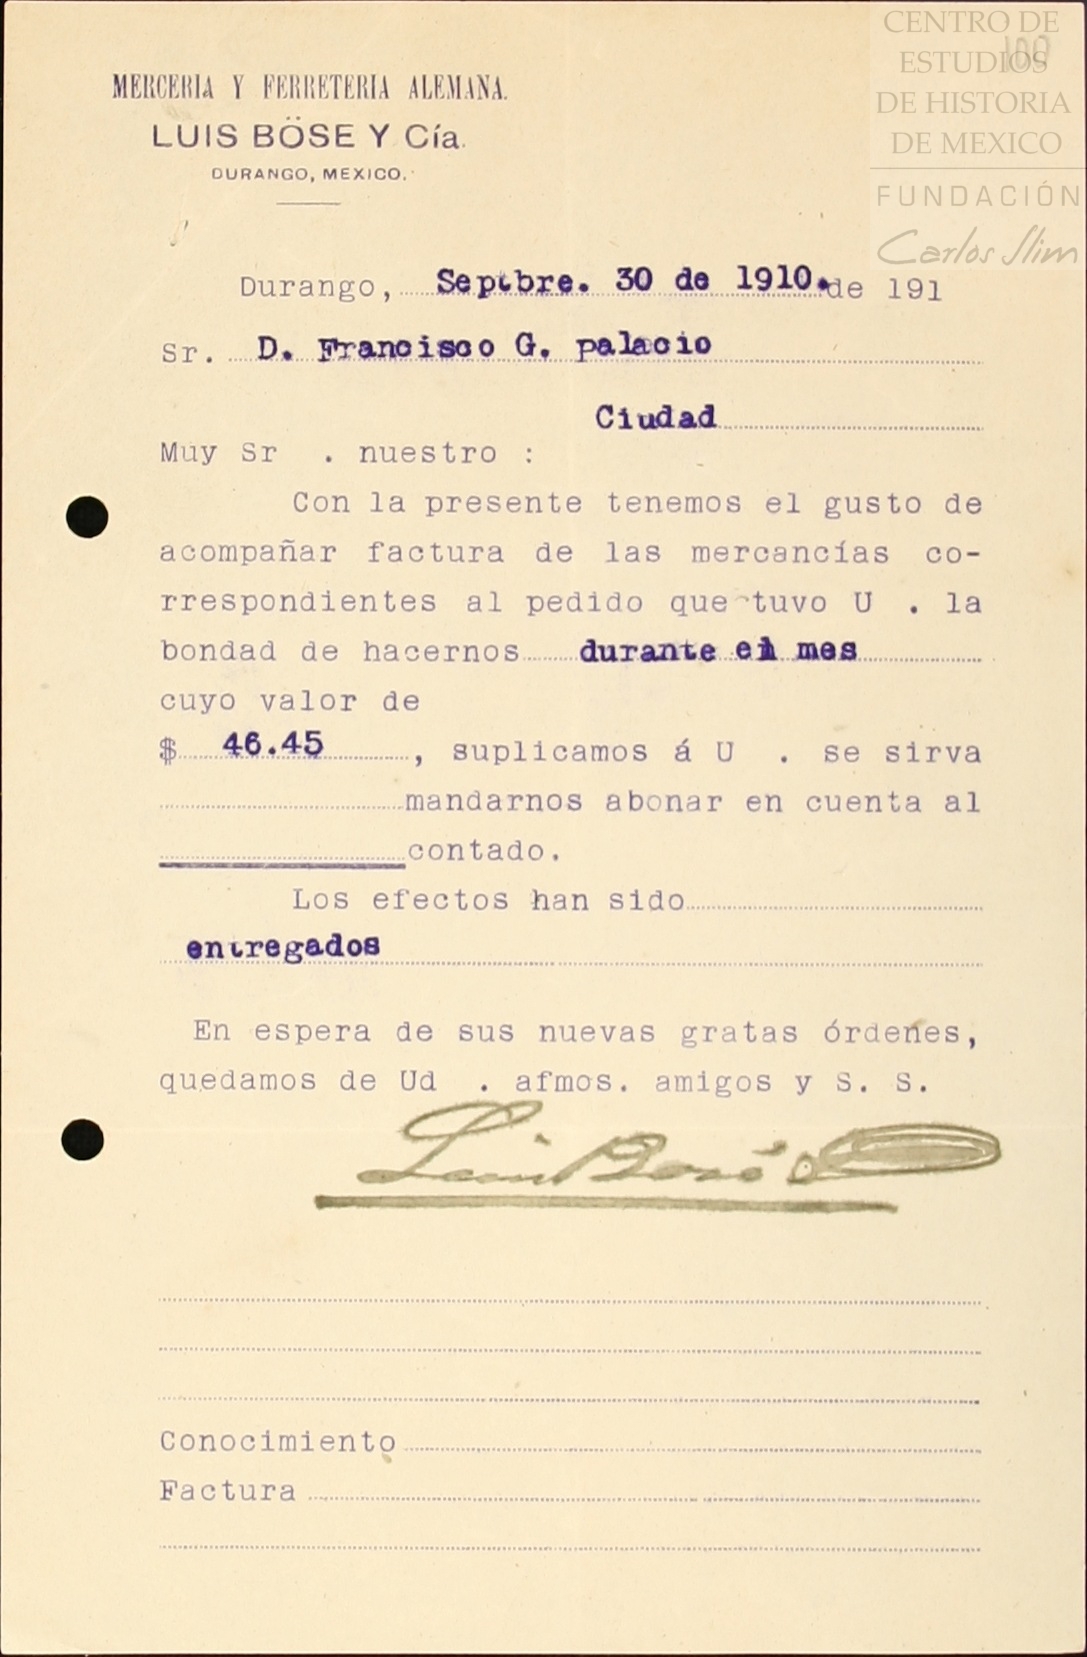 CENTRO DE
ESTUDIOS
DE HISTORIA
DE MEXICO
FUNDACIÓN
Carlos Slim
100
MERCERIA Y FERRETERIA ALEMANA.
LUIS BÖSE Y Cía.
DURANGO, MEXICO.
Durango, Septbre. 30 de 1910. de 191
Sr. D. Francisco G. palacio
Ciudad
Muy Sr . nuestro :
Con la presente tenemos el gusto de
acompañar factura de las mercancías co-
rrespondientes al pedido que tuvo U . la
bondad de hacernos durante el mes
cuyo valor de
$ 46.45 , suplicamos á U . se sirva
mandarnos abonar en cuenta al
contado.
Los efectos han sido
entregados
En espera de sus nuevas gratas órdenes,
quedamos de Ud . afmos. amigos y S. S.
Luis Böse
Conocimiento
Factura